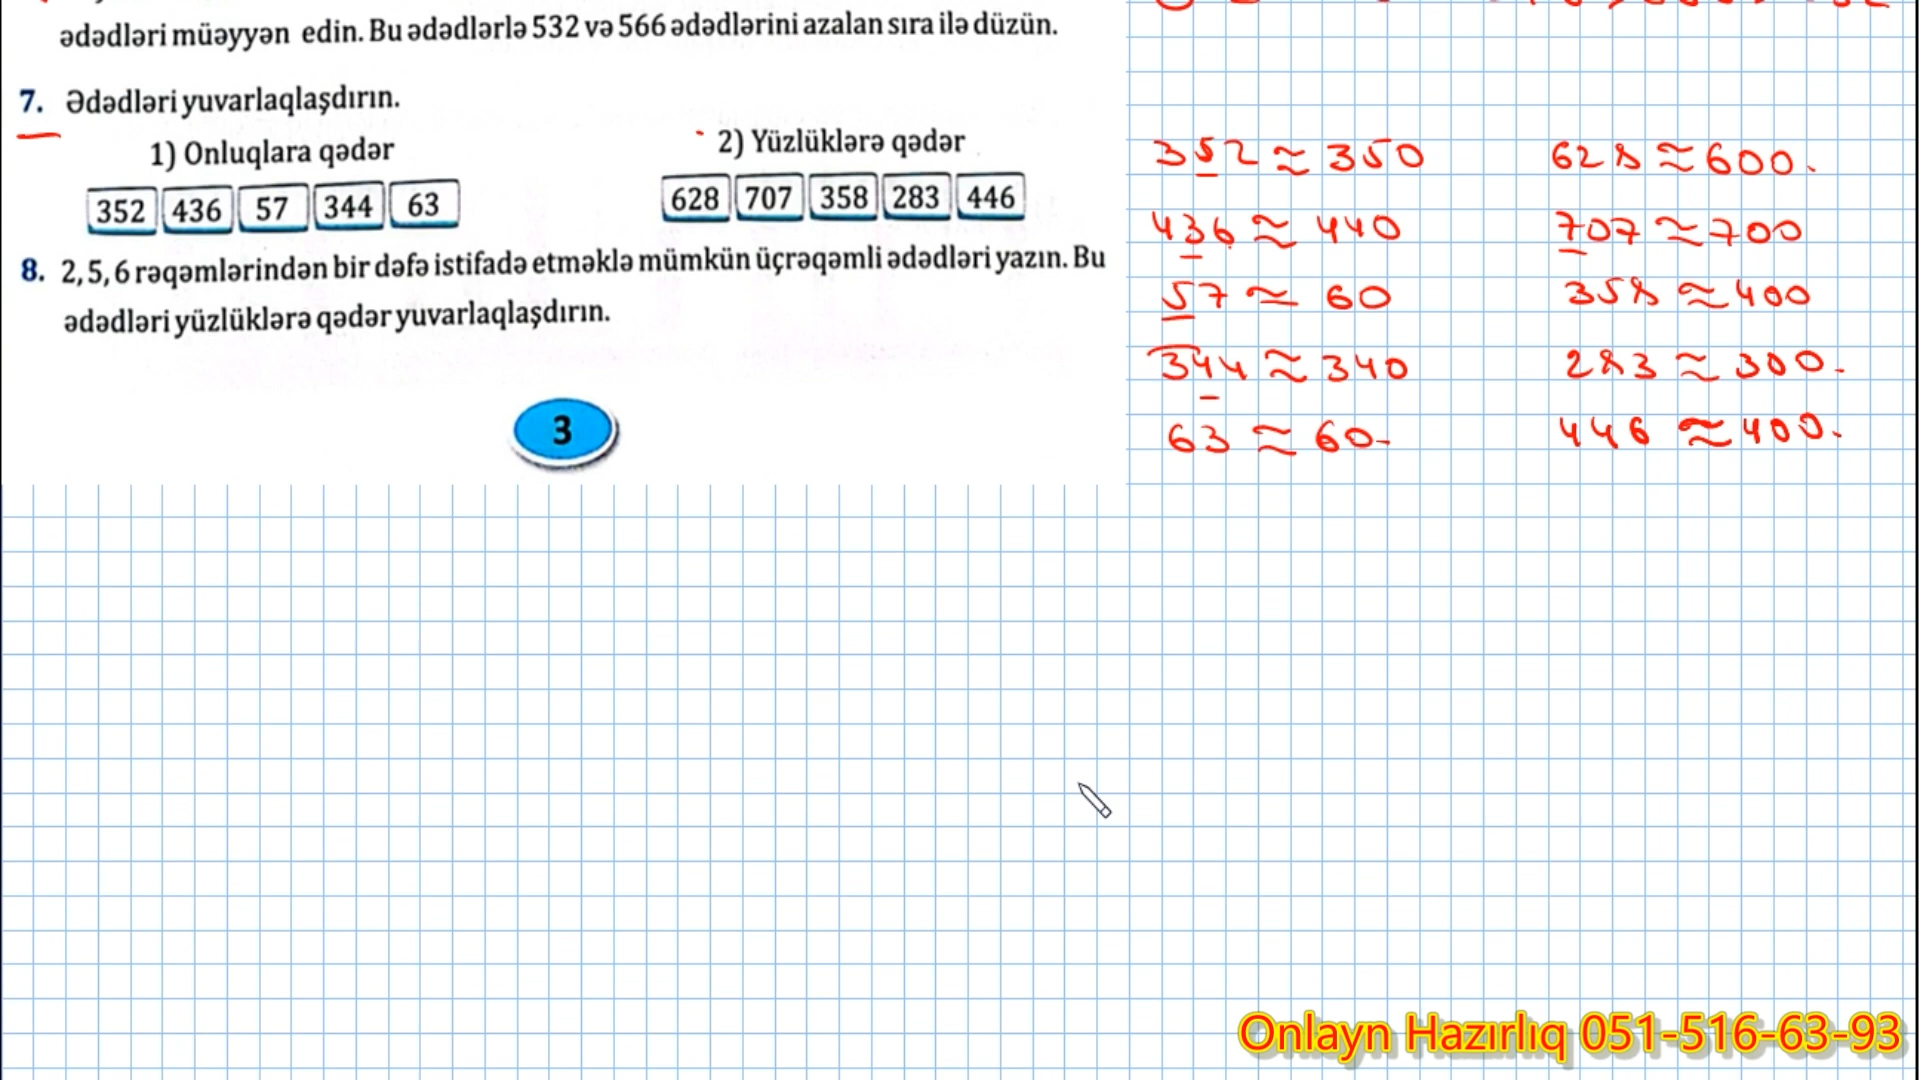 ədədləri müəyyən edin. Bu ədədlərlə 532 və 566 ədədlərini azalan sıra ilə düzün.
7. Ədədləri yuvarlaqlaşdırın.
1) Onluqlara qədər
352 436 57 344 63
2) Yüzlüklərə qədər
628 707 358 283 446
8. 2, 5, 6 rəqəmlərindən bir dəfə istifadə etməklə mümkün üçrəqəmli ədədləri yazın. Bu
ədədləri yüzlüklərə qədər yuvarlaqlaşdırın.
3
352 ≈ 350
436 ≈ 440
57 ≈ 60
344 ≈ 340
63 ≈ 60
628 ≈ 600.
707 ≈ 700
358 ≈ 400
283 ≈ 300.
446 ≈ 400.
Onlayn Hazırlıq 051-516-63-93